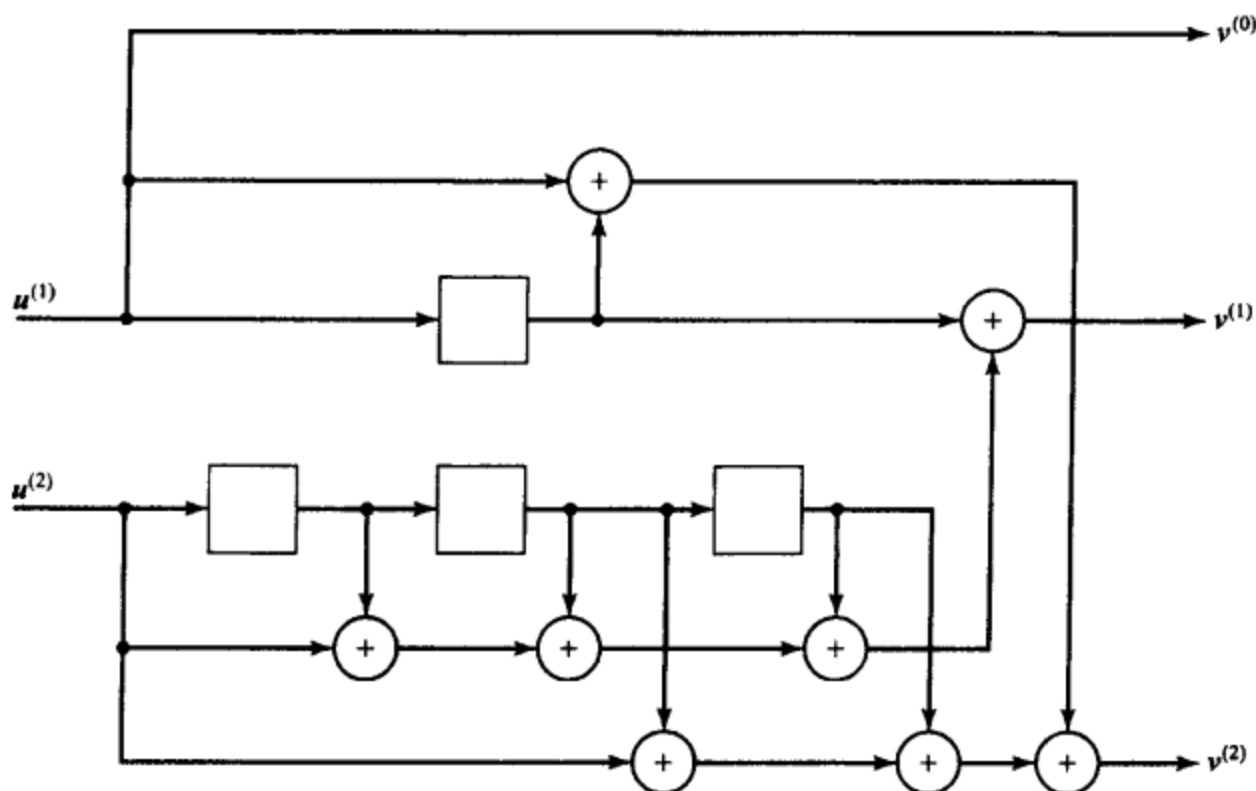 v(0)
+
u(1)
+
v(1)
u(2)
+
+
+
+
+
+
v(2)